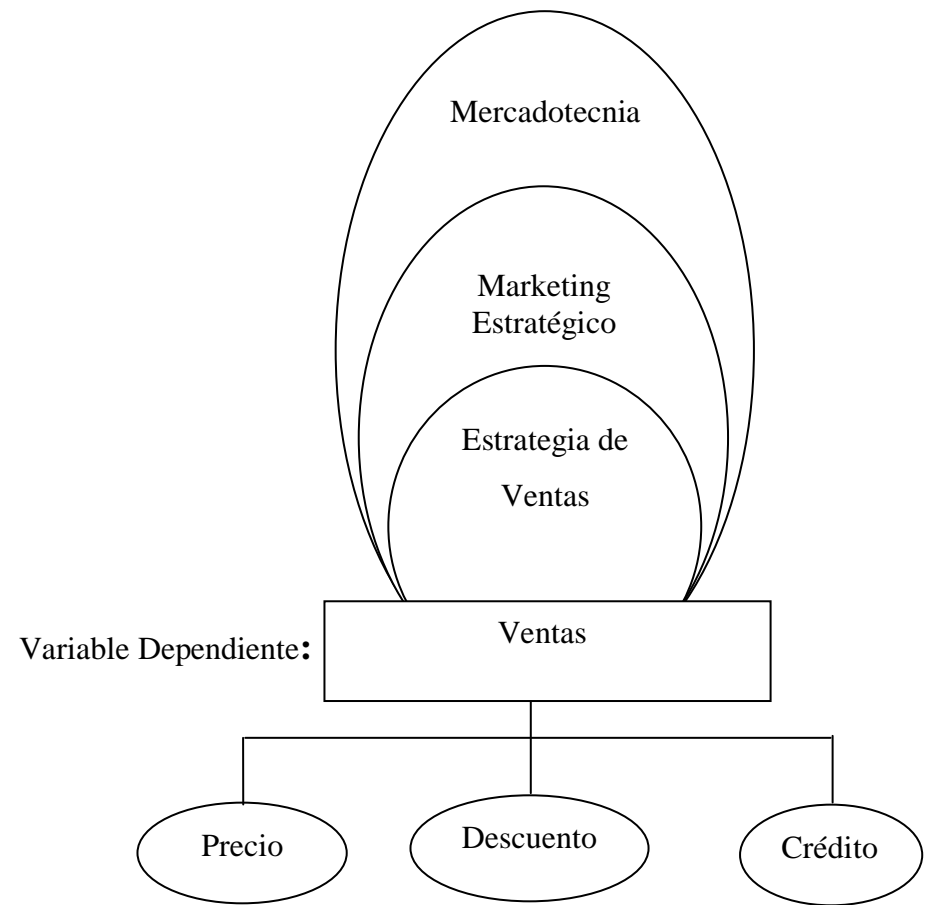 Mercadotecnia
Marketing
Estratégico
Estrategia de
Ventas
Variable Dependiente:
Ventas
Precio
Descuento
Crédito